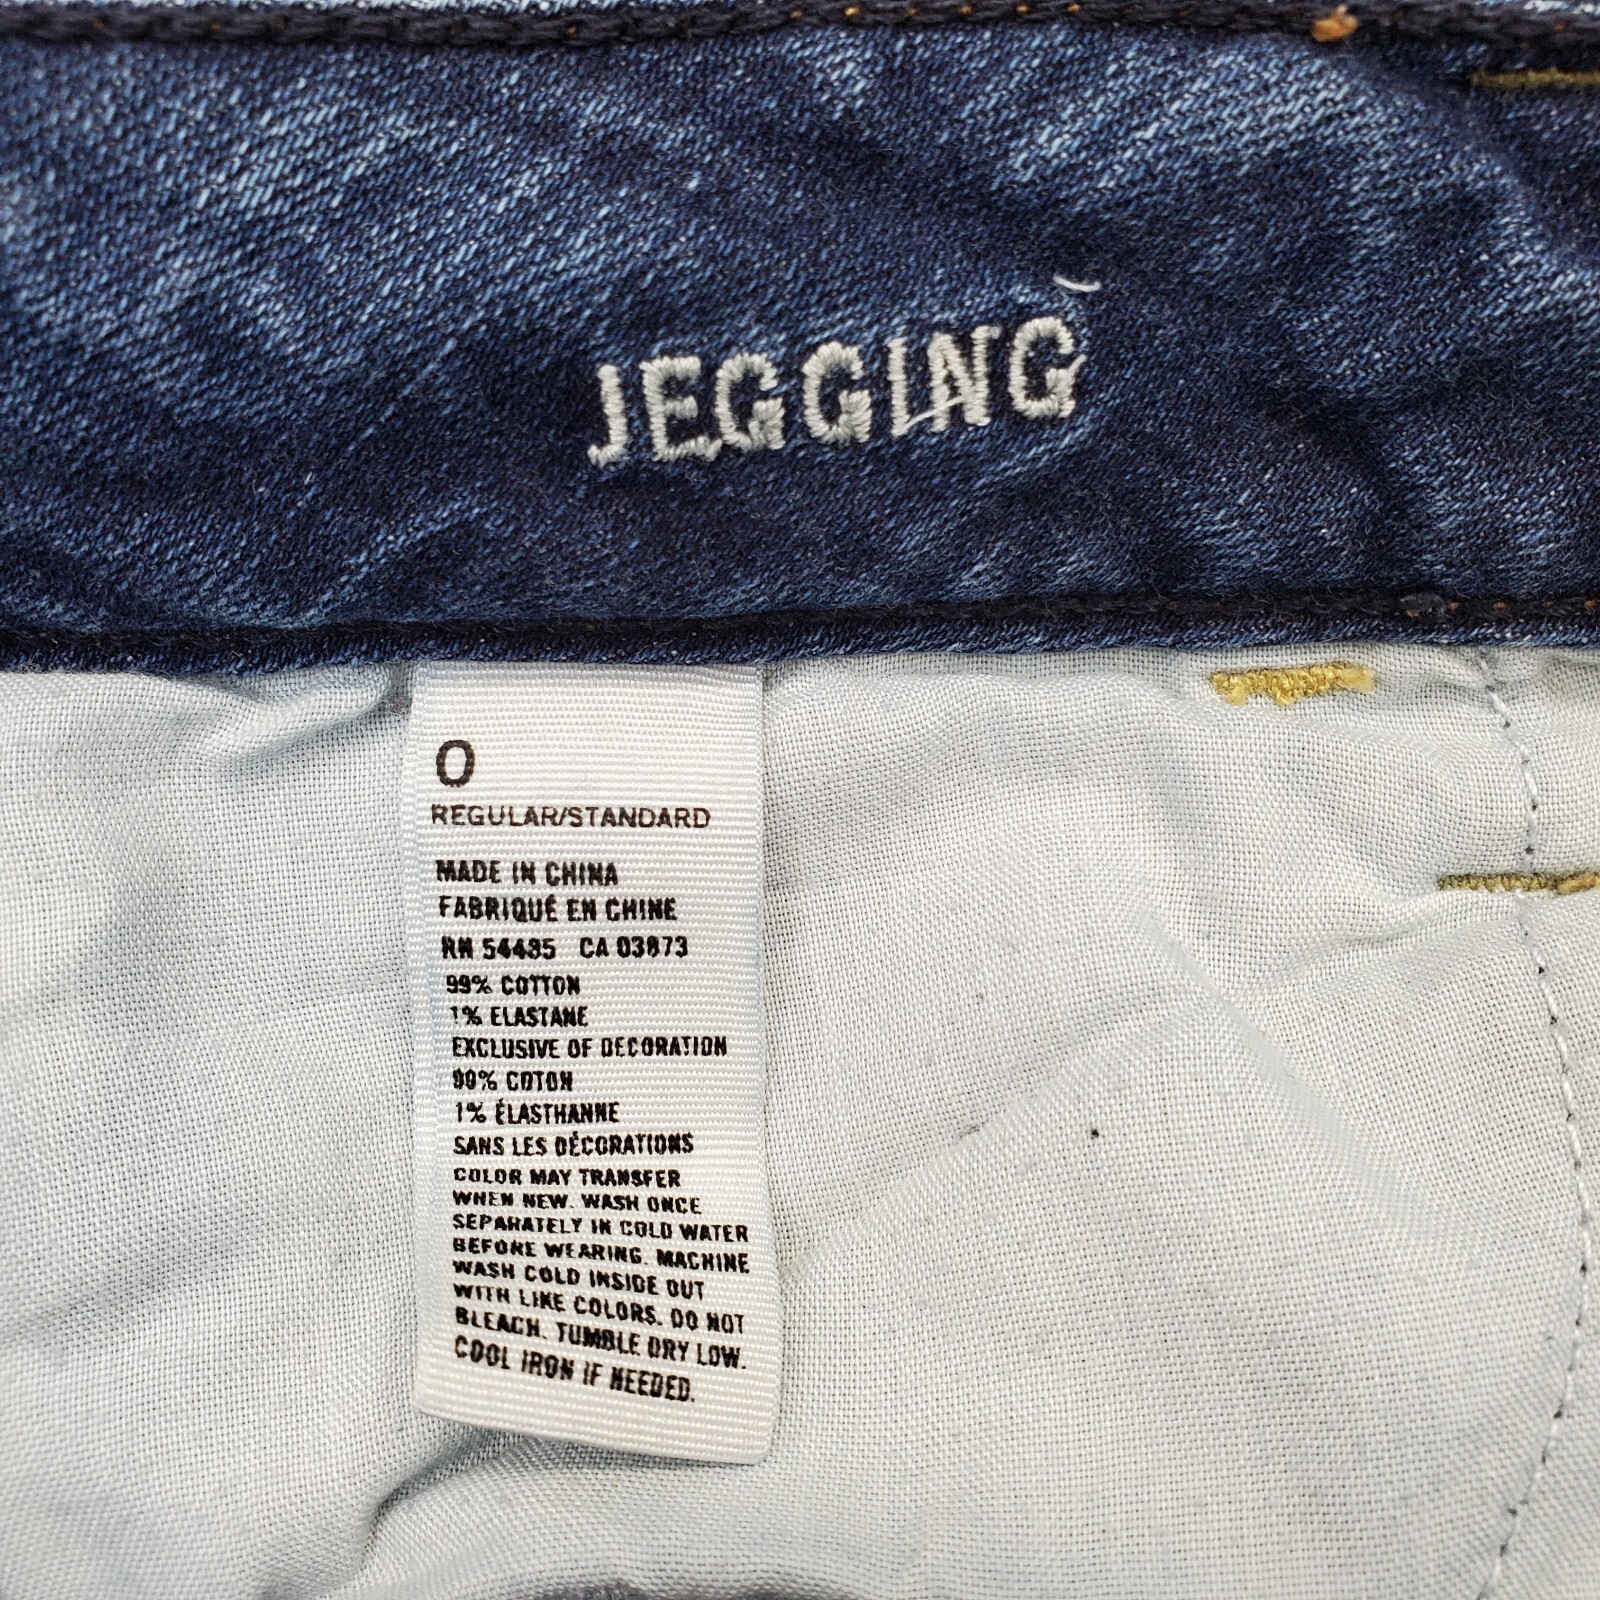 JEGGING
0
REGULAR/STANDARD
MADE IN CHINA
FABRIQUÉ EN CHINE
RN 54485 CA 03873
99% COTTON
1% ELASTANE
EXCLUSIVE OF DECORATION
99% COTON
1% ÉLASTHANNE
SANS LES DÉCORATIONS
COLOR MAY TRANSFER
WHEN NEW. WASH ONCE
SEPARATELY IN COLD WATER
BEFORE WEARING. MACHINE
WASH COLD INSIDE OUT
WITH LIKE COLORS. DO NOT
BLEACH. TUMBLE DRY LOW.
COOL IRON IF NEEDED.